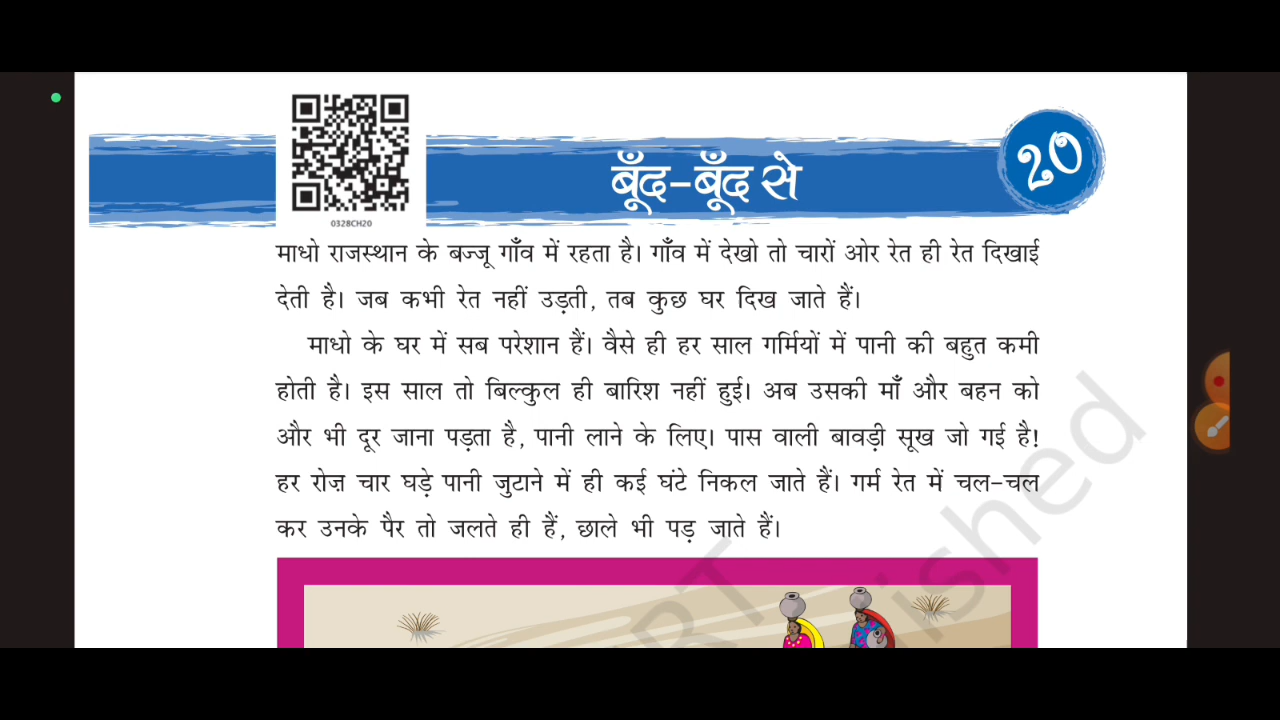 0328CH20
बूँद-बूँद से
20
माधो राजस्थान के बज्जू गाँव में रहता है। गाँव में देखो तो चारों ओर रेत ही रेत दिखाई
देती है। जब कभी रेत नहीं उड़ती, तब कुछ घर दिख जाते हैं।
माधो के घर में सब परेशान हैं। वैसे ही हर साल गर्मियों में पानी की बहुत कमी
होती है। इस साल तो बिल्कुल ही बारिश नहीं हुई। अब उसकी माँ और बहन को
और भी दूर जाना पड़ता है, पानी लाने के लिए। पास वाली बावड़ी सूख जो गई है!
हर रोज़ चार घड़े पानी जुटाने में ही कई घंटे निकल जाते हैं। गर्म रेत में चल-चल
कर उनके पैर तो जलते ही हैं, छाले भी पड़ जाते हैं।